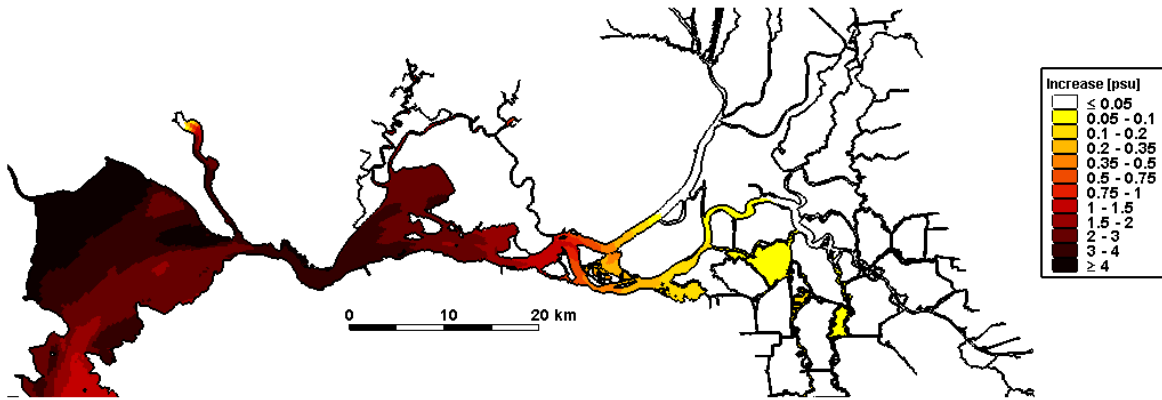 Increase [psu]
≤ 0.05
0.05 - 0.1
0.1 - 0.2
0.2 - 0.35
0.35 - 0.5
0.5 - 0.75
0.75 - 1
1 - 1.5
1.5 - 2
2 - 3
3 - 4
≥ 4
0 10 20 km